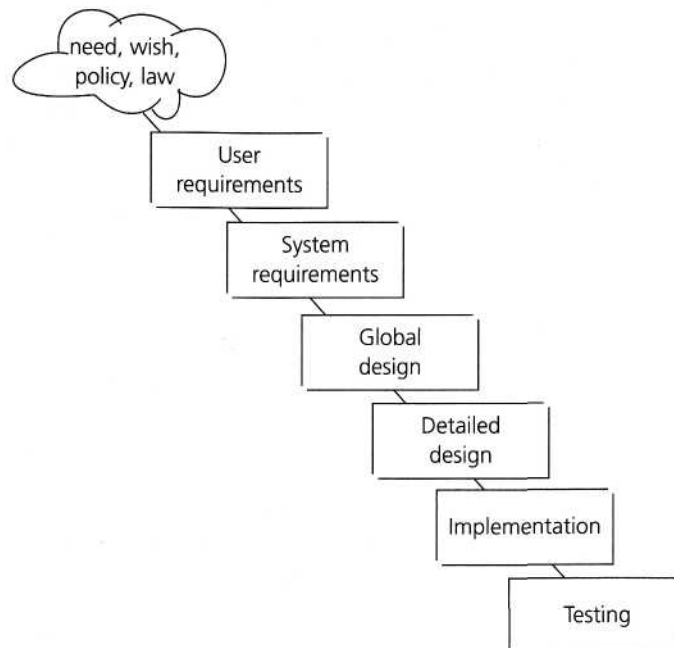 need, wish,
policy, law
User
requirements
System
requirements
Global
design
Detailed
design
Implementation
Testing